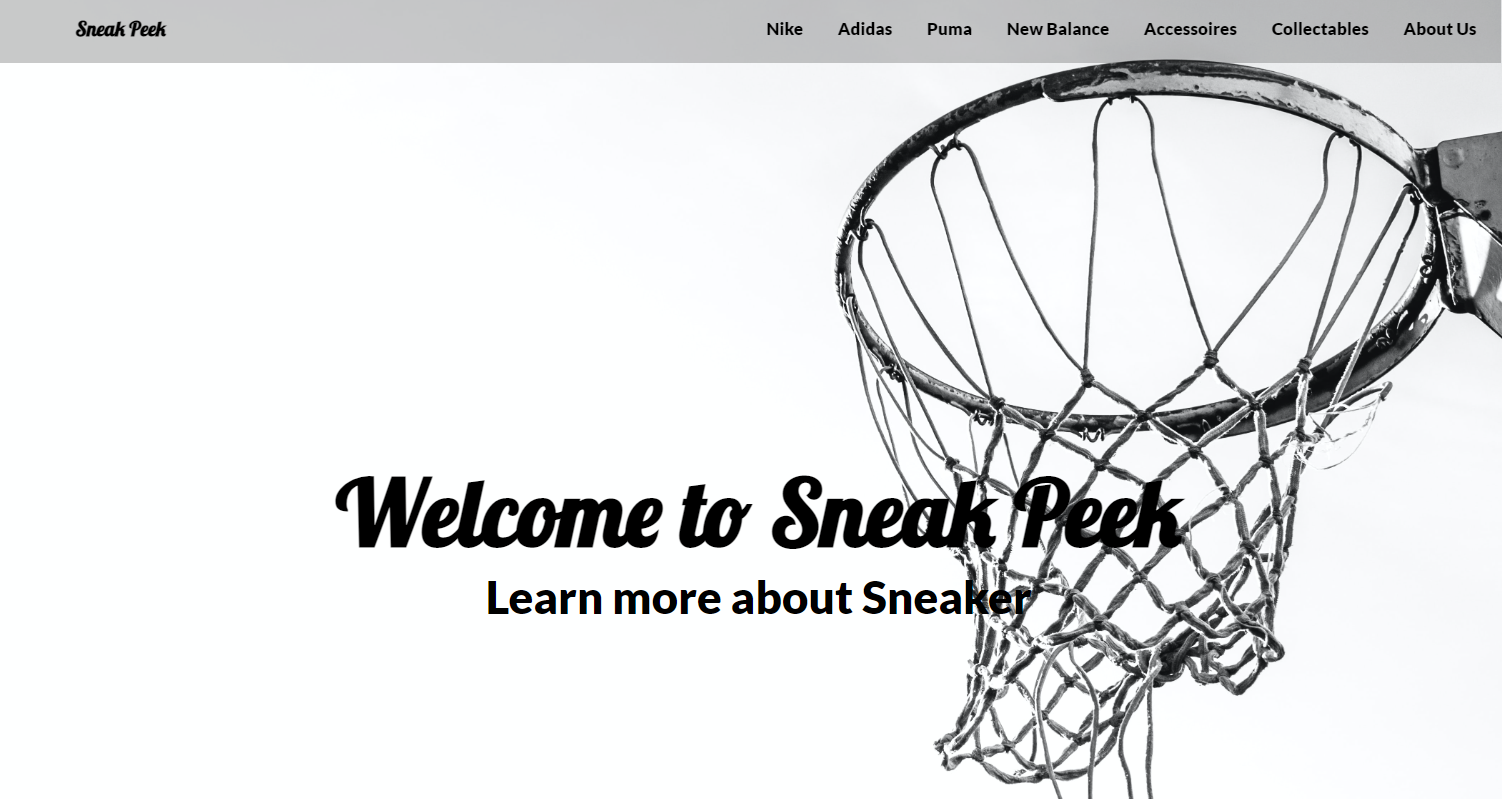 Sneak Peek Nike Adidas Puma New Balance Accessoires Collectables About Us
Welcome to Sneak Peek
Learn more about Sneaker